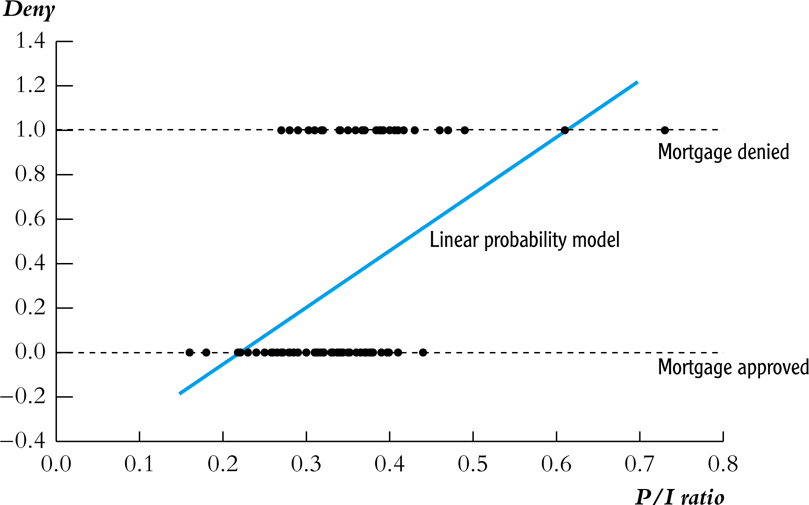 Deny
1.4
1.2
1.0
Mortgage denied
0.8
0.6
Linear probability model
0.4
0.2
0.0
Mortgage approved
−0.2
−0.4
0.0 0.1 0.2 0.3 0.4 0.5 0.6 0.7 0.8
P/I ratio